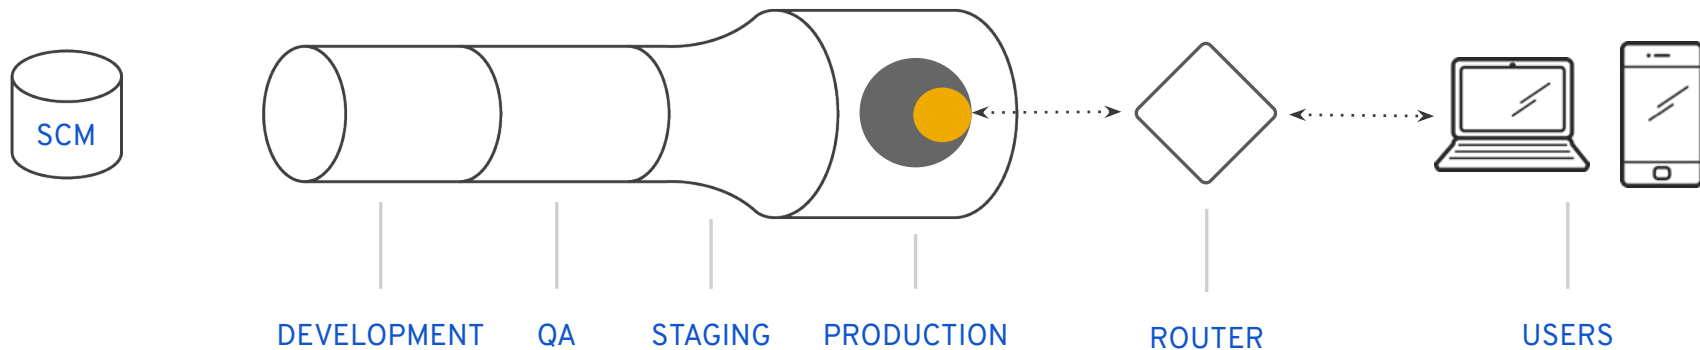 SCM
DEVELOPMENT
QA
STAGING
PRODUCTION
ROUTER
USERS